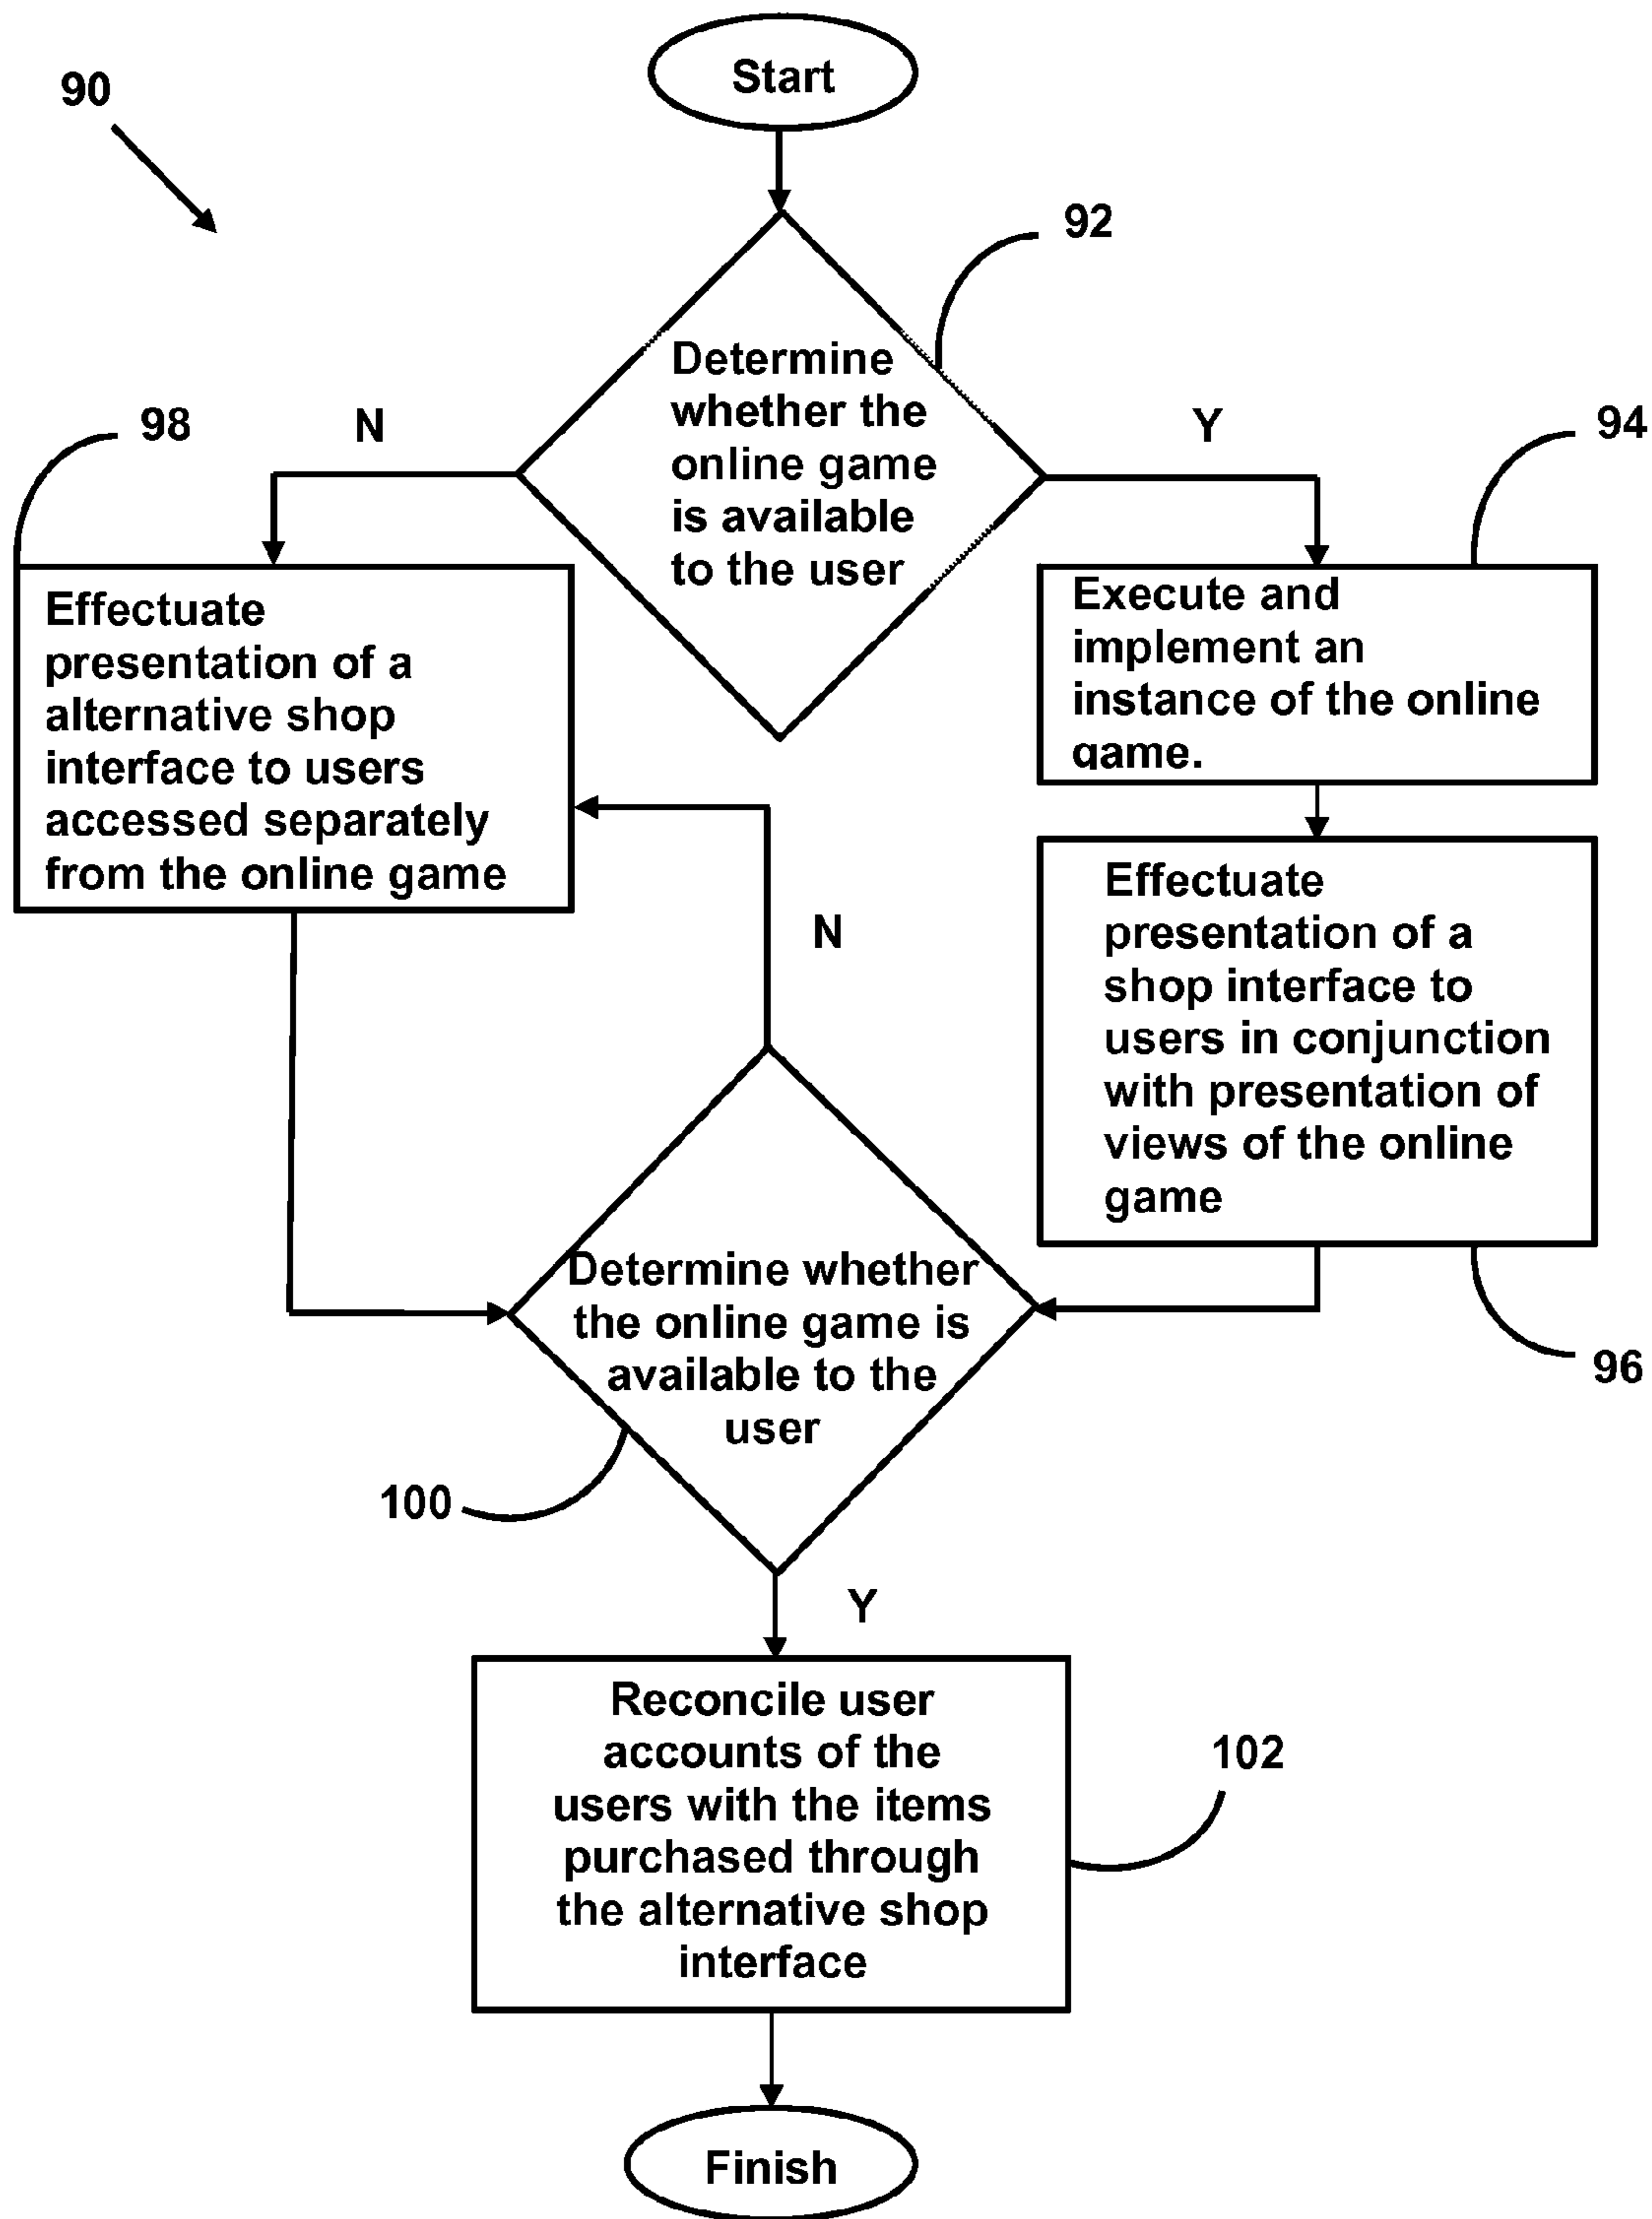 Start
90
92
Determine
whether the
online game
is available
to the user
N
Y
98
94
Effectuate
presentation of a
alternative shop
interface to users
accessed separately
from the online game
Execute and
implement an
instance of the online
game.
Effectuate
presentation of a
shop interface to
users in conjunction
with presentation of
views of the online
game
N
Determine whether
the online game is
available to the
user
96
100
Y
Reconcile user
accounts of the
users with the items
purchased through
the alternative shop
interface
102
Finish